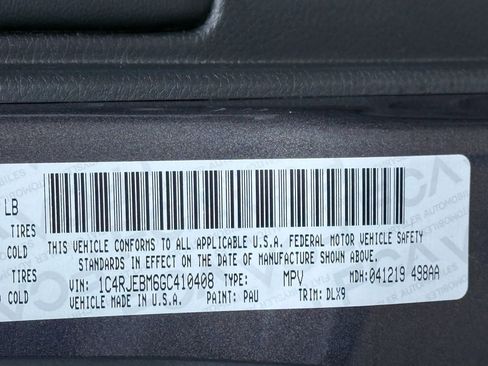 LB
TIRES
COLD
TIRES
COLD
THIS VEHICLE CONFORMS TO ALL APPLICABLE U.S.A. FEDERAL MOTOR VEHICLE SAFETY
STANDARDS IN EFFECT ON THE DATE OF MANUFACTURE SHOWN ABOVE.
VIN: 1C4RJEBM6GC410408 TYPE: MPV MDH:041219 498AA
VEHICLE MADE IN U.S.A. PAINT: PAU TRIM: DLX9